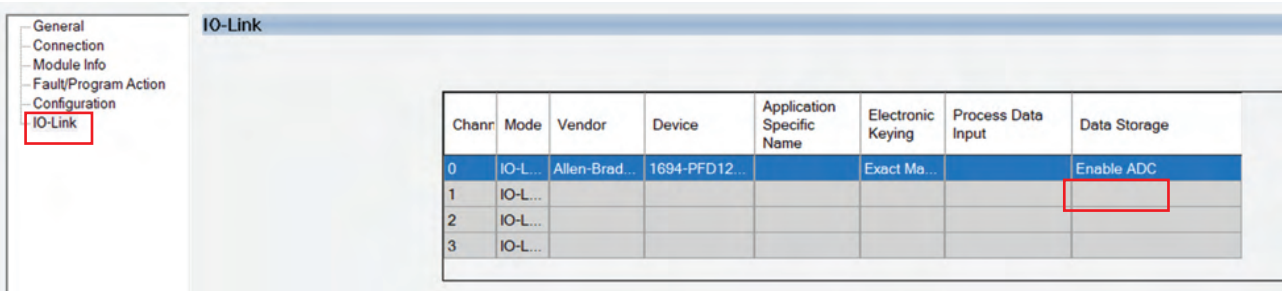 General
Connection
Module Info
Fault/Program Action
Configuration
IO-Link
IO-Link
Chann Mode Vendor Device Application Specific Name Electronic Keying Process Data Input Data Storage
0 IO-L... Allen-Brad... 1694-PFD12... Exact Ma... Enable ADC
1 IO-L...
2 IO-L...
3 IO-L...